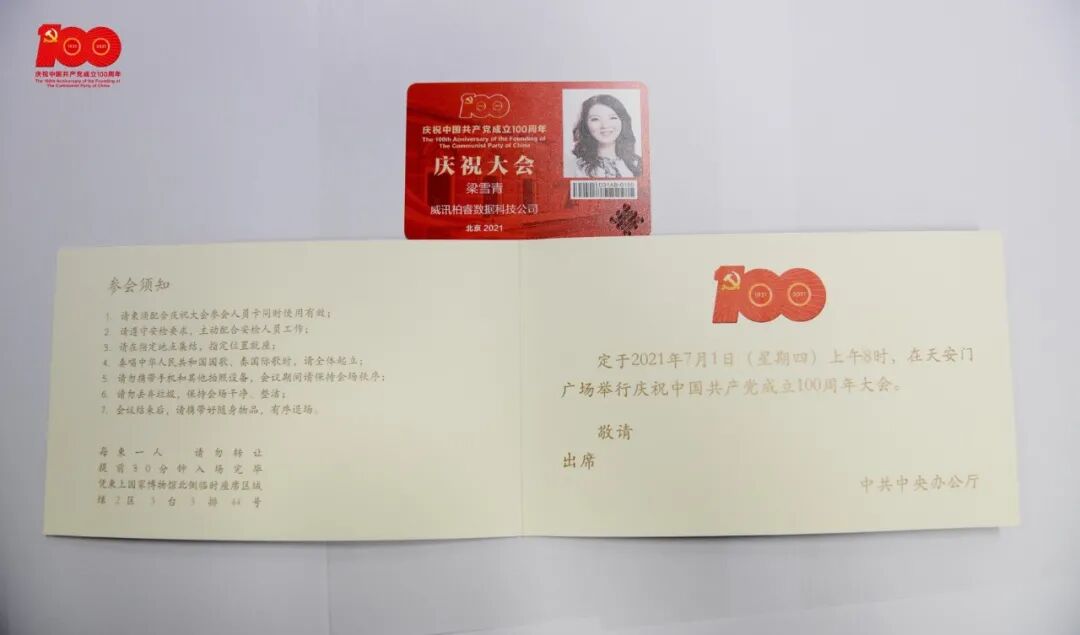 100
庆祝中国共产党成立100周年
The 100th Anniversary of the Founding of
The Communist Party of China
100
庆祝中国共产党成立100周年
The 100th Anniversary of the Founding of
The Communist Party of China
庆祝大会
梁雪青
威讯柏睿数据科技公司
北京 2021
参会须知
1. 请柬须配合庆祝大会参会人员卡同时使用有效；
2. 请遵守安检要求，主动配合安检人员工作；
3. 请在指定地点集结，指定位置就座；
4. 奏唱中华人民共和国国歌、奏国际歌时，请全体起立；
5. 请勿携带手机和其他拍照设备，会议期间请保持会场秩序；
6. 请勿丢弃垃圾，保持会场干净、整洁；
7. 会议结束后，请携带好随身物品，有序退场。
每柬一人 请勿转让
提前30分钟入场完毕
凭柬上国家博物馆北侧临时座席区域
2区3台3排44号
100
1921 2021
定于2021年7月1日（星期四）上午8时，在天安门
广场举行庆祝中国共产党成立100周年大会。
敬请
出席
中共中央办公厅